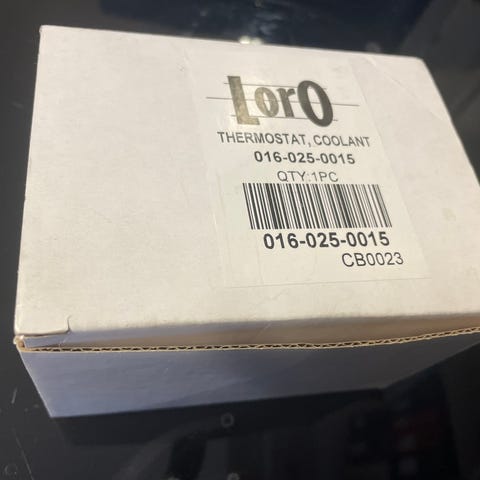 LorO
THERMOSTAT, COOLANT
016-025-0015
QTY:1PC
016-025-0015
CB0023